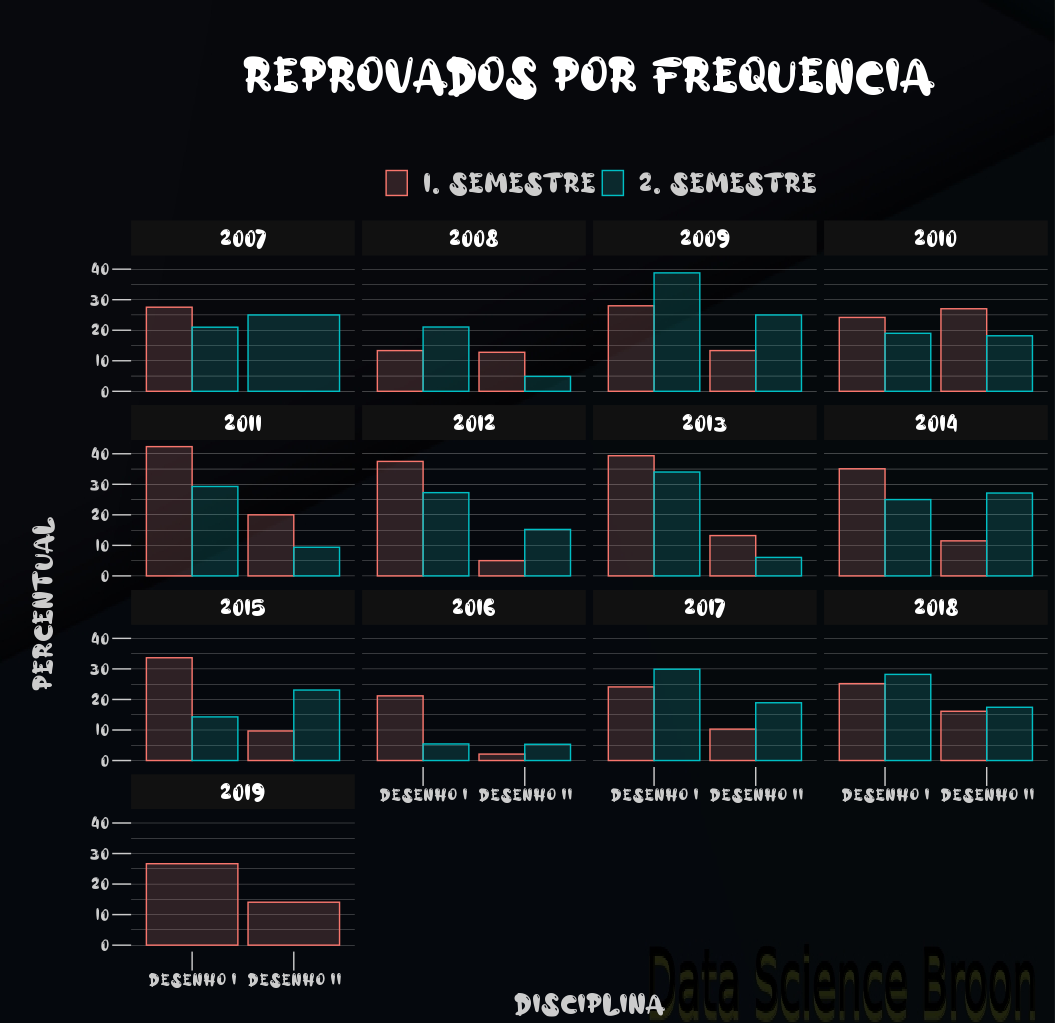 REPROVADOS POR FREQUENCIA
1. SEMESTRE 2. SEMESTRE
2007 2008 2009 2010
40
30
20
10
0
2011 2012 2013 2014
40
30
20
10
0
PERCENTUAL
2015 2016 2017 2018
40
30
20
10
0
DESENHO I DESENHO II DESENHO I DESENHO II DESENHO I DESENHO II
2019
40
30
20
10
0
DESENHO I DESENHO II
DISCIPLINA
Data Science Broon